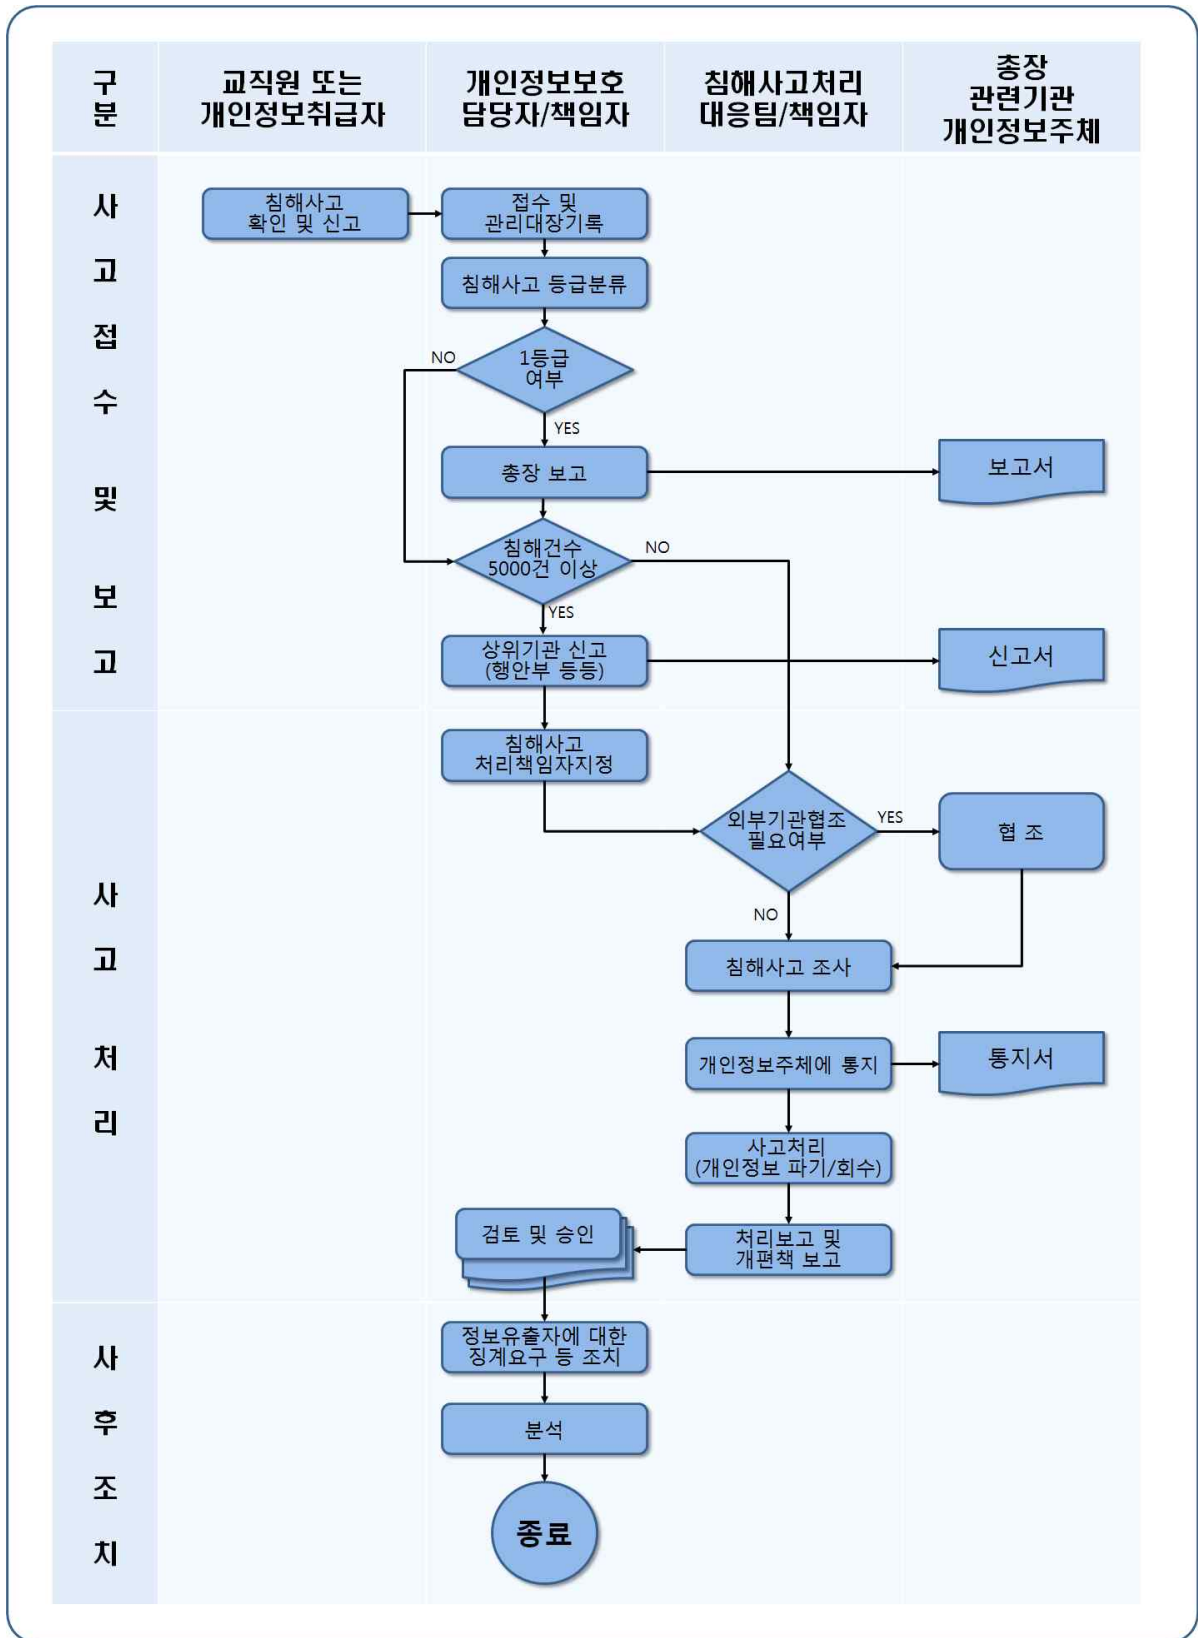 구
분
교직원 또는
개인정보취급자
개인정보보호
담당자/책임자
침해사고처리
대응팀/책임자
총장
관련기관
개인정보주체
사
고
접
수
및
보
고
침해사고
확인 및 신고
접수 및
관리대장기록
침해사고 등급분류
1등급
여부
NO
YES
총장 보고
보고서
침해건수
5000건 이상
NO
YES
상위기관 신고
(행안부 등등)
신고서
사
고
처
리
침해사고
처리책임자지정
외부기관협조
필요여부
YES
협 조
NO
침해사고 조사
개인정보주체에 통지
통지서
사고처리
(개인정보 파기/회수)
처리보고 및
개편책 보고
검토 및 승인
사
후
조
치
정보유출자에 대한
징계요구 등 조치
분석
종료